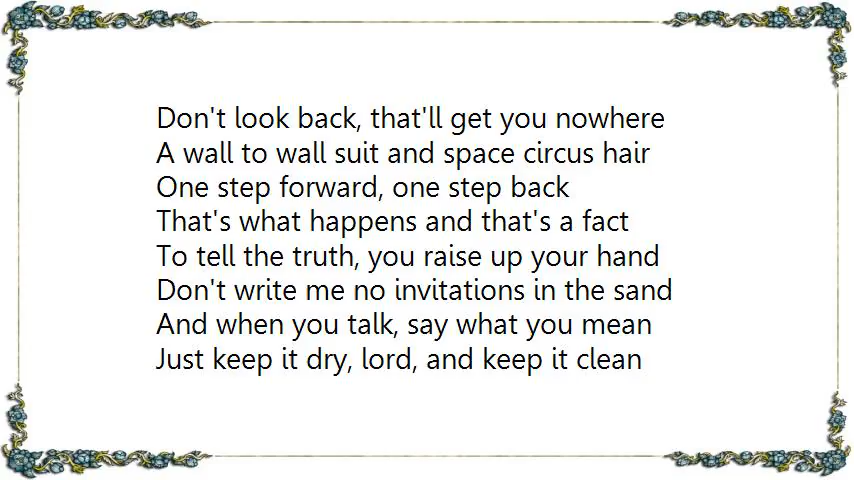 Don't look back, that'll get you nowhere
A wall to wall suit and space circus hair
One step forward, one step back
That's what happens and that's a fact
To tell the truth, you raise up your hand
Don't write me no invitations in the sand
And when you talk, say what you mean
Just keep it dry, lord, and keep it clean